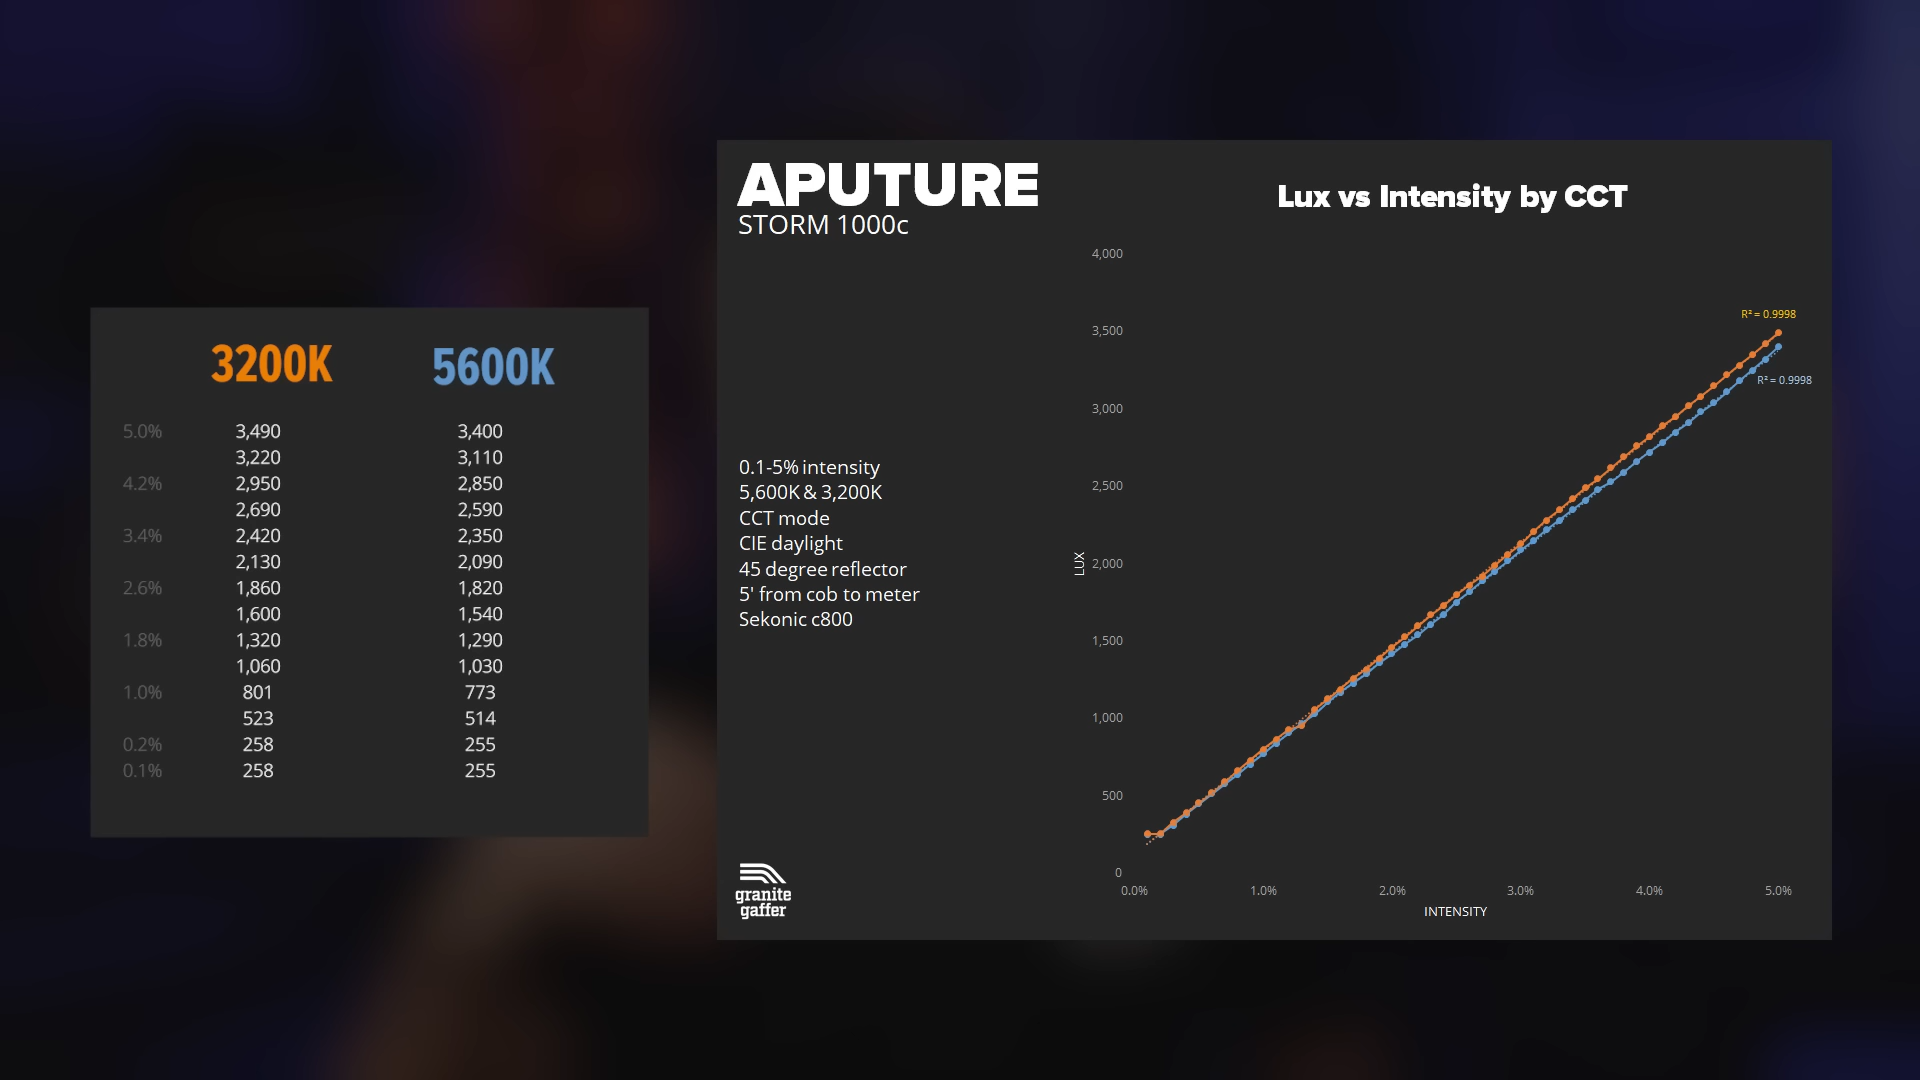 3200K 5600K
5.0% 3,490 3,400
3,220 3,110
4.2% 2,950 2,850
2,690 2,590
3.4% 2,420 2,350
2,130 2,090
2.6% 1,860 1,820
1,600 1,540
1.8% 1,320 1,290
1,060 1,030
1.0% 801 773
523 514
0.2% 258 255
0.1% 258 255
APUTURE
STORM 1000c
0.1-5% intensity
5,600K & 3,200K
CCT mode
CIE daylight
45 degree reflector
5' from cob to meter
Sekonic c800
granite
gaffer
Lux vs Intensity by CCT
4,000
3,500
3,000
2,500
2,000
1,500
1,000
500
0
LUX
R² = 0.9998
R² = 0.9998
0.0% 1.0% 2.0% 3.0% 4.0% 5.0%
INTENSITY